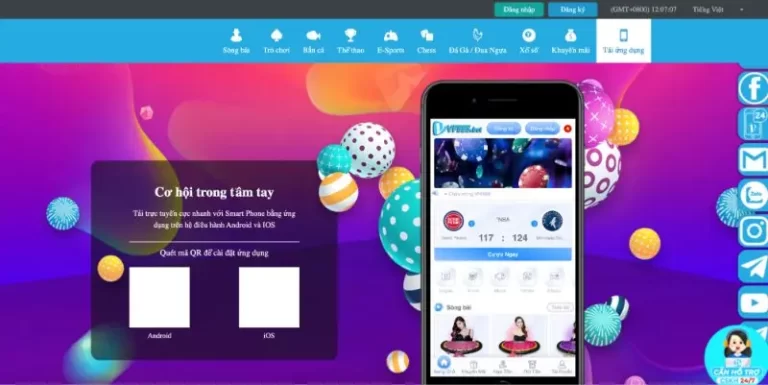 Đăng nhập
Đăng ký
(GMT+0800) 12:07:07
Tiếng Việt
Sòng bài
Trò chơi
Bắn cá
Thể thao
E-Sports
Chess
Đá Gà / Đua Ngựa
Xổ số
Khuyến mãi
Tải ứng dụng
24
Zalo
Cơ hội trong tầm tay
Tải trực tuyến cực nhanh với Smart Phone bằng ứng
dụng trên hệ điều hành Android và IOS
Quét mã QR để cài đặt ứng dụng
Android
iOS
Đăng ký
Đăng nhập
117 : 124
Cược Ngay
Sòng bài
CẦN HỖ TRỢ
CSKH 24/7